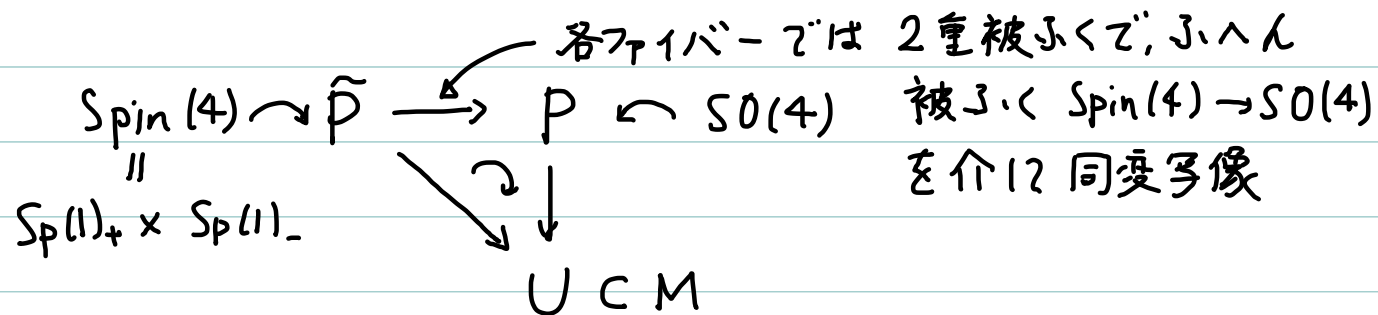 各ファイバーでは 2重被ふくで, ふへん
Spin(4) ↷ P̃ → P ↶ SO(4) 被ふく Spin(4)→SO(4)
|| を介して 同変写像
Sp(1)₊ × Sp(1)₋
U ⊂ M